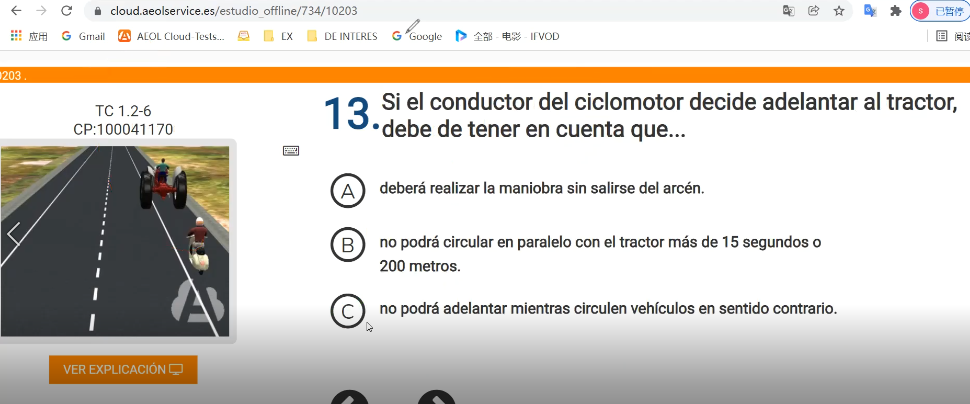 cloud.aeolservice.es/estudio_offline/734/10203
已暂停
应用
Gmail
AEOL Cloud-Tests...
EX
DE INTERES
Google
全部 - 电影 - IFVOD
阅读
0203 .
TC 1.2-6
CP:100041170
13. Si el conductor del ciclomotor decide adelantar al tractor,
debe de tener en cuenta que...
A deberá realizar la maniobra sin salirse del arcén.
B no podrá circular en paralelo con el tractor más de 15 segundos o
200 metros.
C no podrá adelantar mientras circulen vehículos en sentido contrario.
VER EXPLICACIÓN